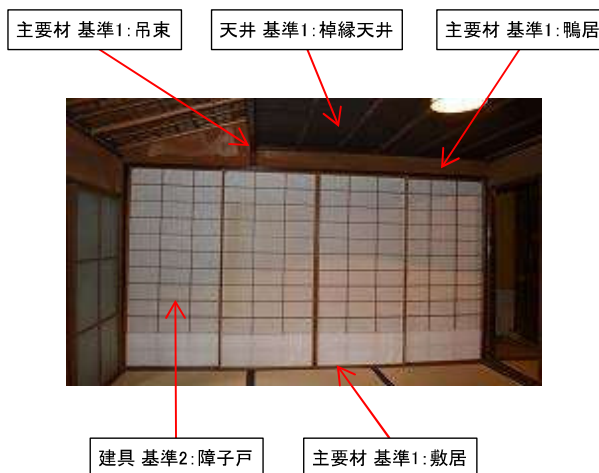 主要材 基準1:吊束
天井 基準1:棹縁天井
主要材 基準1:鴨居
建具 基準2:障子戸
主要材 基準1:敷居